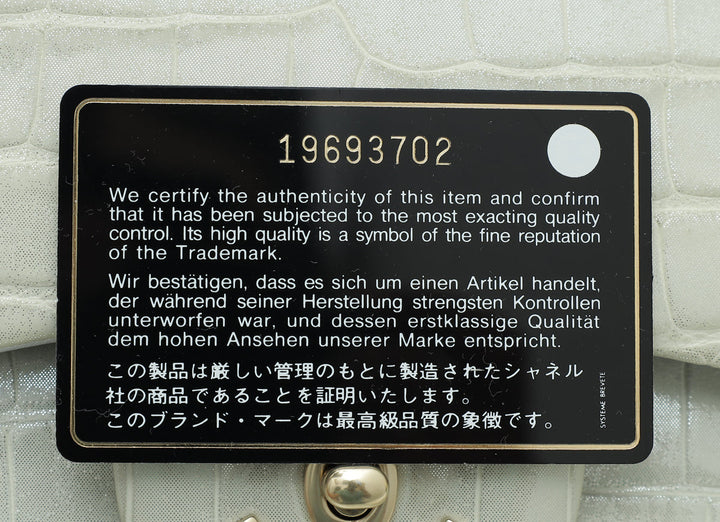 19693702
We certify the authenticity of this item and confirm
that it has been subjected to the most exacting quality
control. Its high quality is a symbol of the fine reputation
of the Trademark.
Wir bestätigen, dass es sich um einen Artikel handelt,
der während seiner Herstellung strengsten Kontrollen
unterworfen war, und dessen erstklassige Qualität
dem hohen Ansehen unserer Marke entspricht.
この製品は厳しい管理のもとに製造されたシャネル
社の商品であることを証明いたします。
このブランド・マークは最高級品質の象徴です。
SYSTEME BREVETE